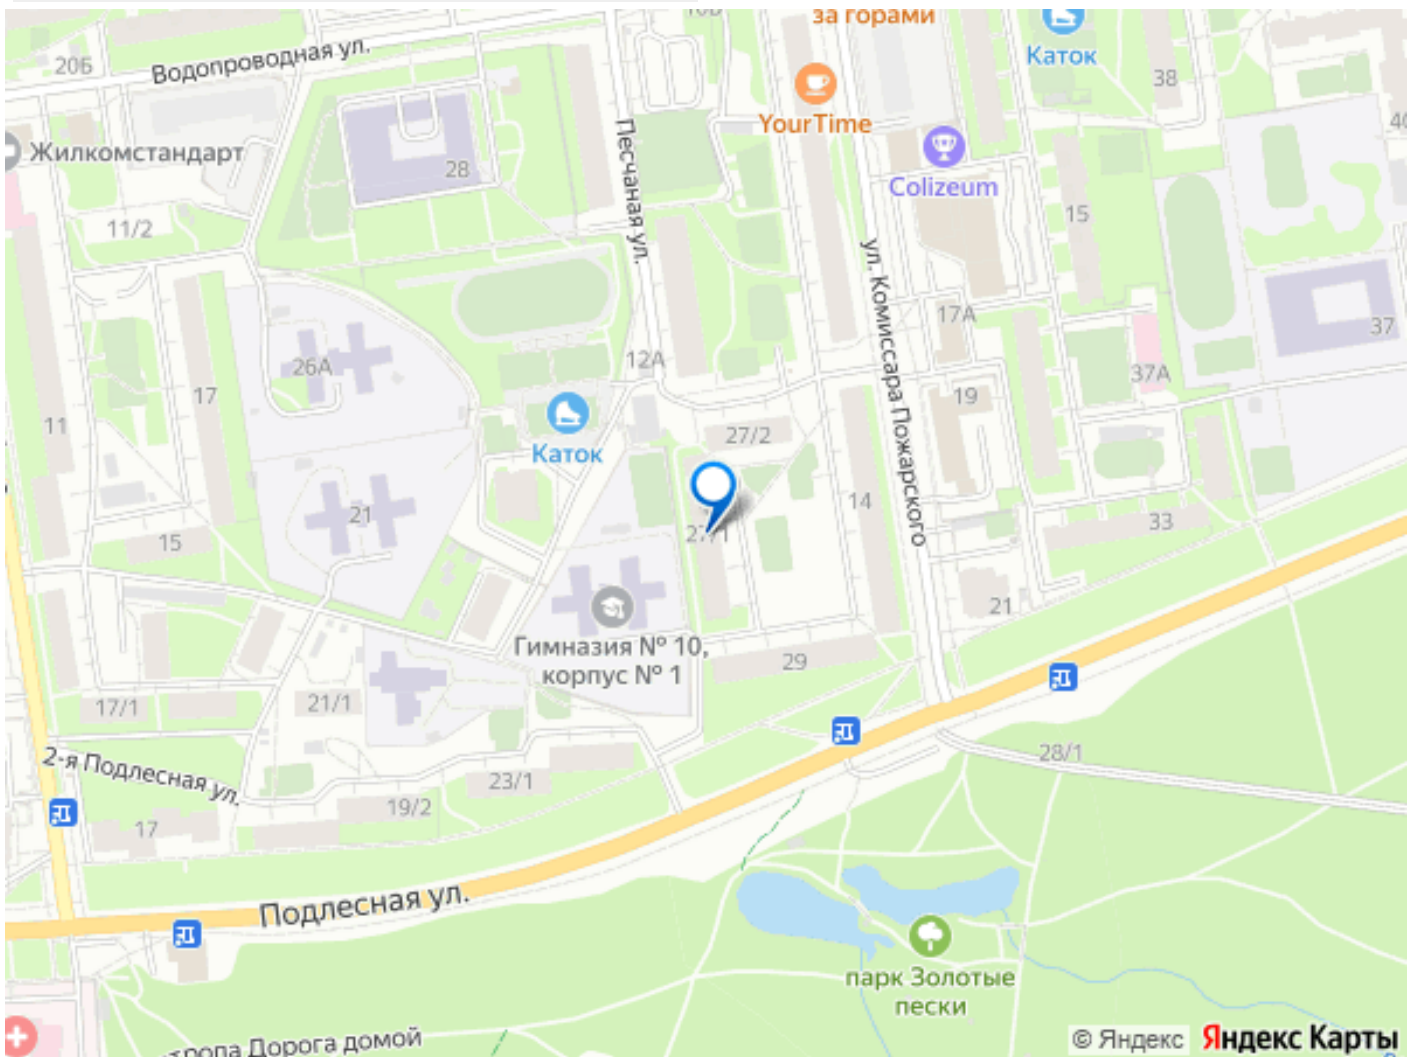 за горами
20Б
Водопроводная ул.
Каток
38
YourTime
Жилкомстандарт
28
Песчаная ул.
Colizeum
11/2
15
ул. Комиссара Пожарского
17А
37
12А
26А
17
37А
19
11
27/2
Каток
14
21
27/1
33
15
21
Гимназия № 10,
корпус № 1
29
17/1
21/1
28/1
2-я Подлесная ул.
23/1
19/2
17
Подлесная ул.
парк Золотые
пески
тропа Дорога домой
© Яндекс Яндекс Карты